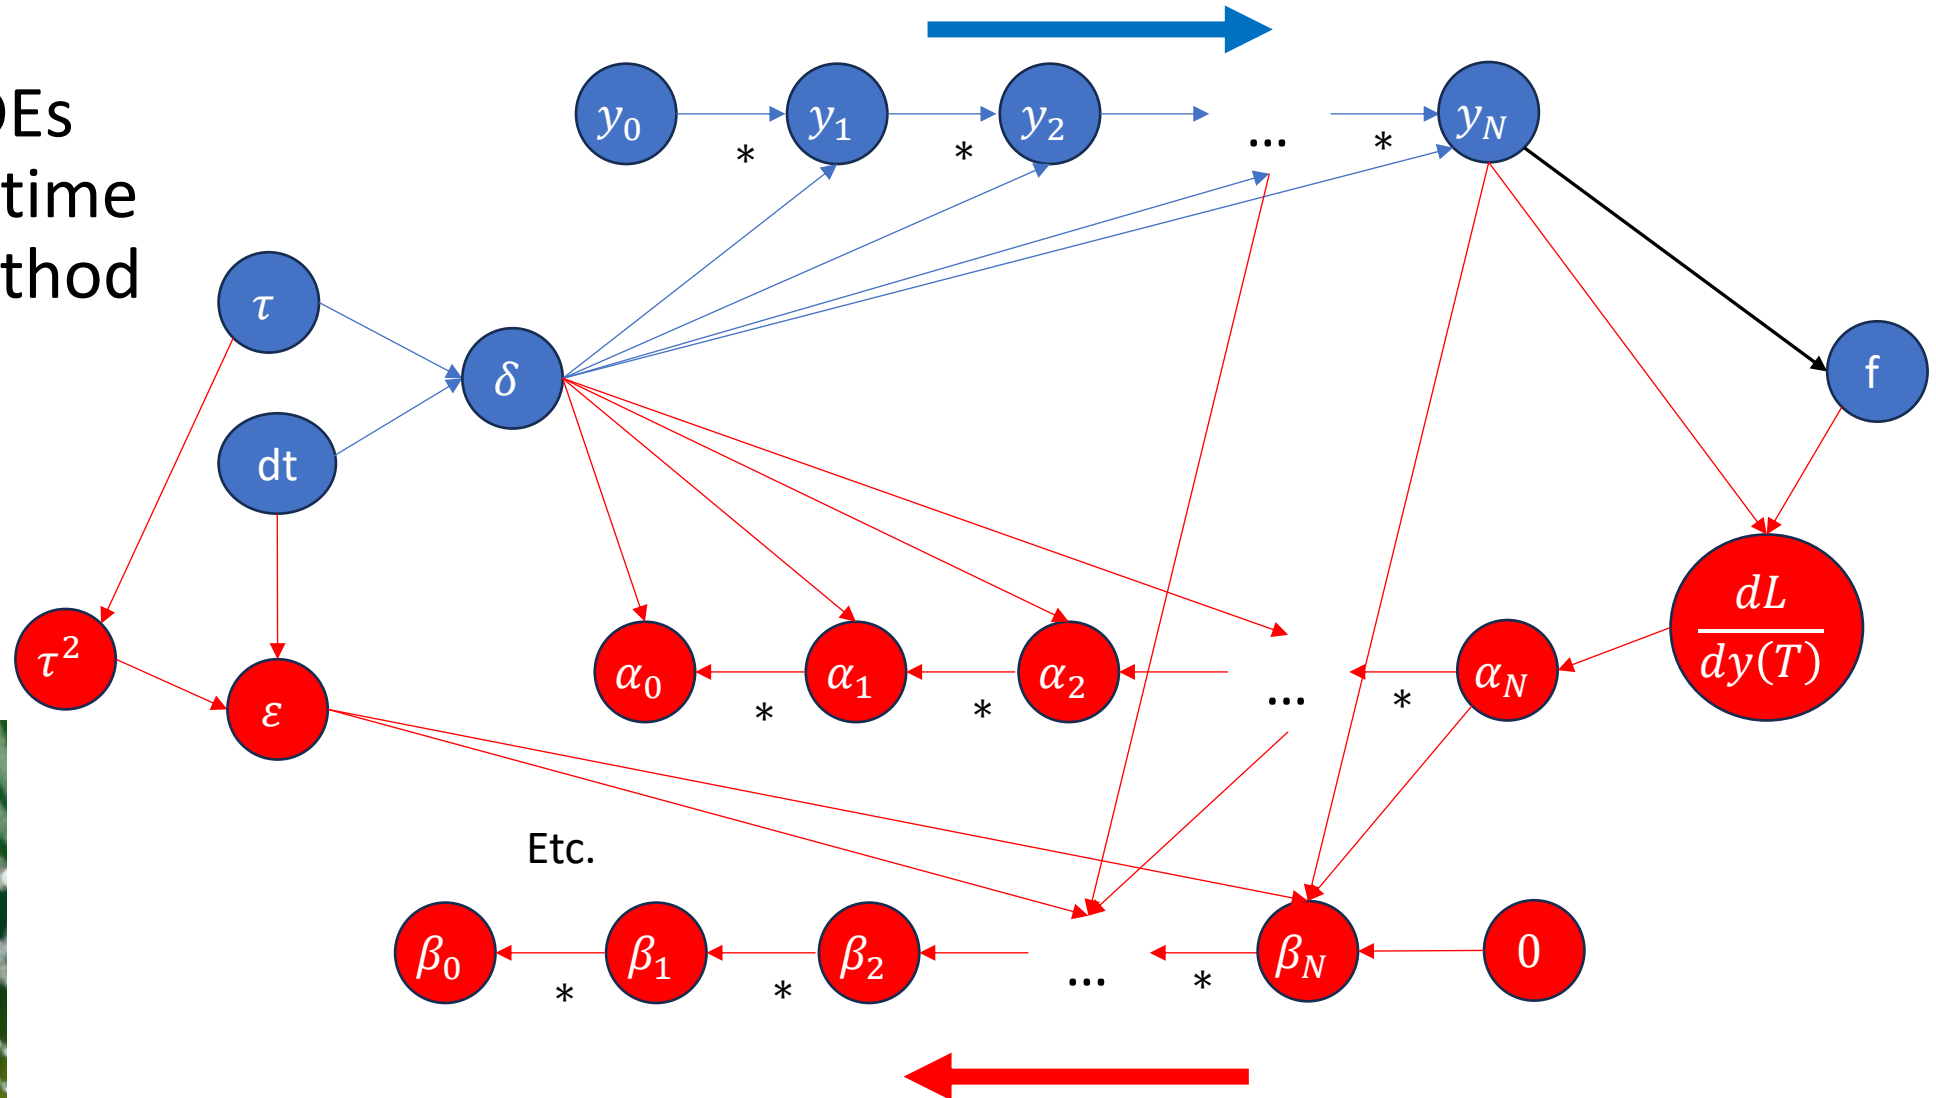 DEs
time
thod
y₀ y₁ y₂ ... y_N
* * *
τ
δ
f
dt
dL
dy(T)
τ²
ε
α₀ α₁ α₂ ... α_N
* * *
Etc.
β₀ β₁ β₂ ... β_N 0
* * *